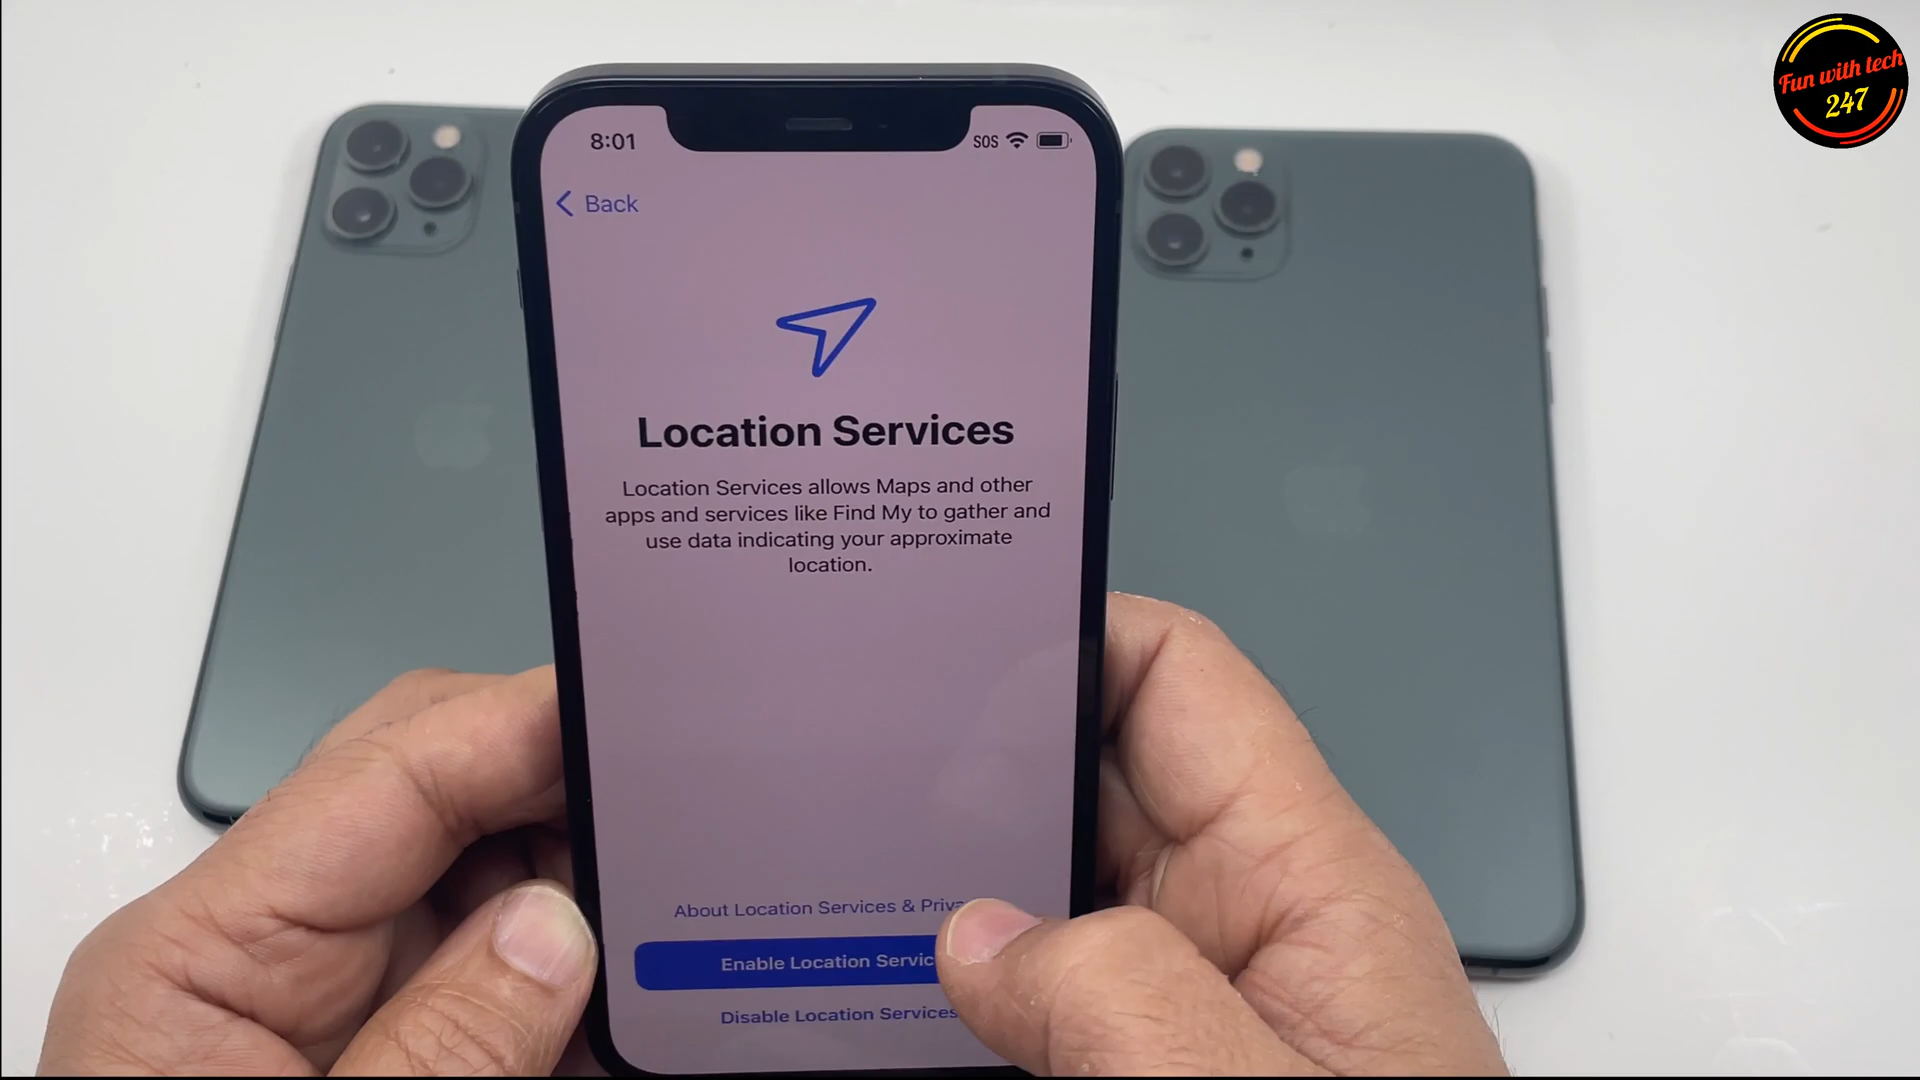 Fun with tech
247
8:01
SOS
Back
Location Services
Location Services allows Maps and other
apps and services like Find My to gather and
use data indicating your approximate
location.
About Location Services &
Enable Location
Disable Location Services